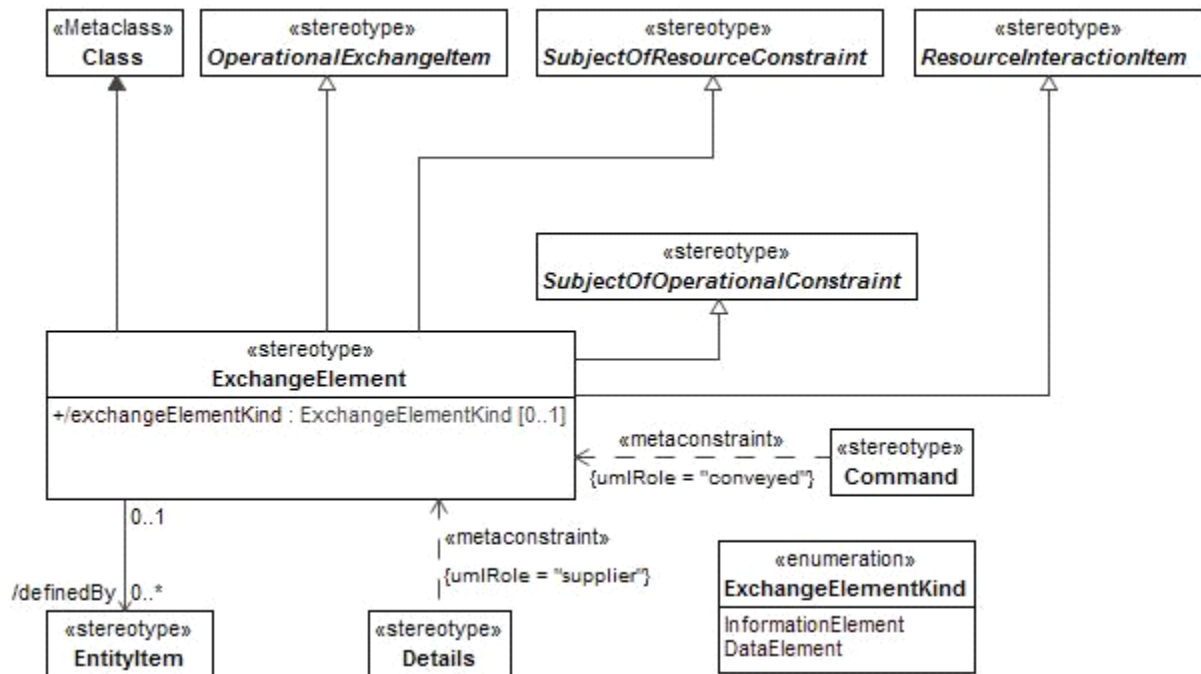 «Metaclass»
Class
«stereotype»
OperationalExchangeItem
«stereotype»
SubjectOfResourceConstraint
«stereotype»
ResourceInteractionItem
«stereotype»
SubjectOfOperationalConstraint
«stereotype»
ExchangeElement
+/exchangeElementKind : ExchangeElementKind [0..1]
«metaconstraint»
{umlRole = "conveyed"}
«stereotype»
Command
0..1
/definedBy
0..*
«metaconstraint»
{umlRole = "supplier"}
«enumeration»
ExchangeElementKind
InformationElement
DataElement
«stereotype»
EntityItem
«stereotype»
Details